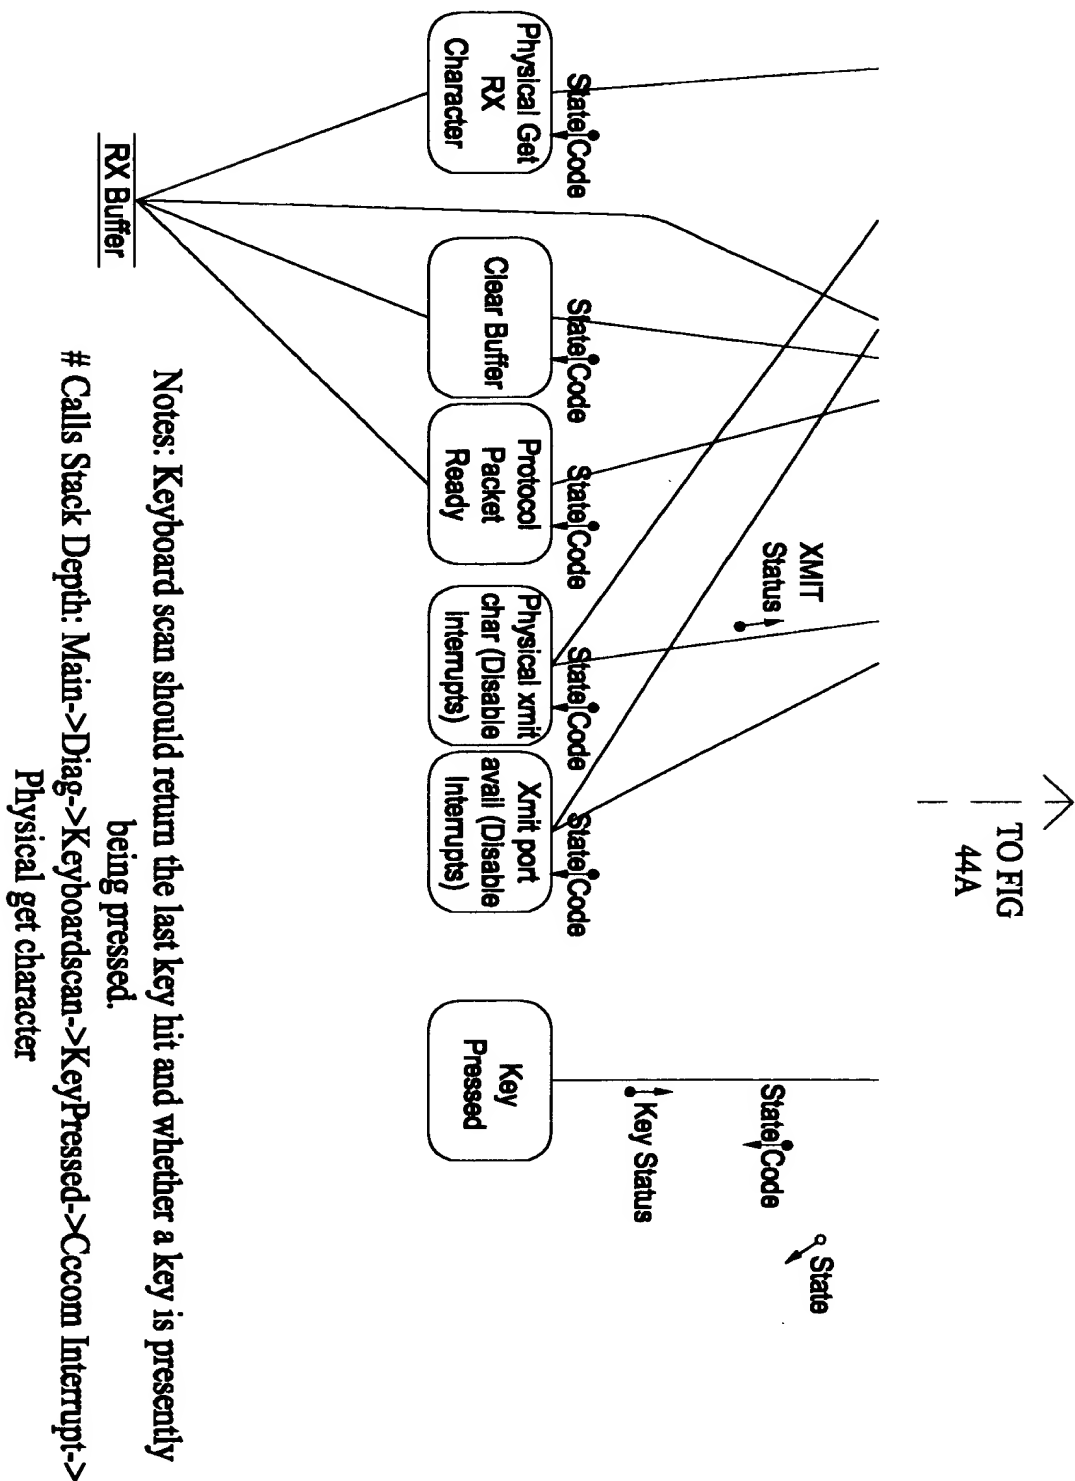 TO FIG
44A
XMIT
Status
State
State Code
Key Status
State Code
State Code
State Code
State Code
State Code
Physical Get
RX
Character
Clear Buffer
Protocol
Packet
Ready
Physical xmit
char (Disable
interrupts)
Xmit port
avail (Disable
Interrupts)
Key
Pressed
RX Buffer
Notes: Keyboard scan should return the last key hit and whether a key is presently
being pressed.
# Calls Stack Depth: Main->Diag->Keyboardscan->KeyPressed->Cccom Interrupt->
Physical get character